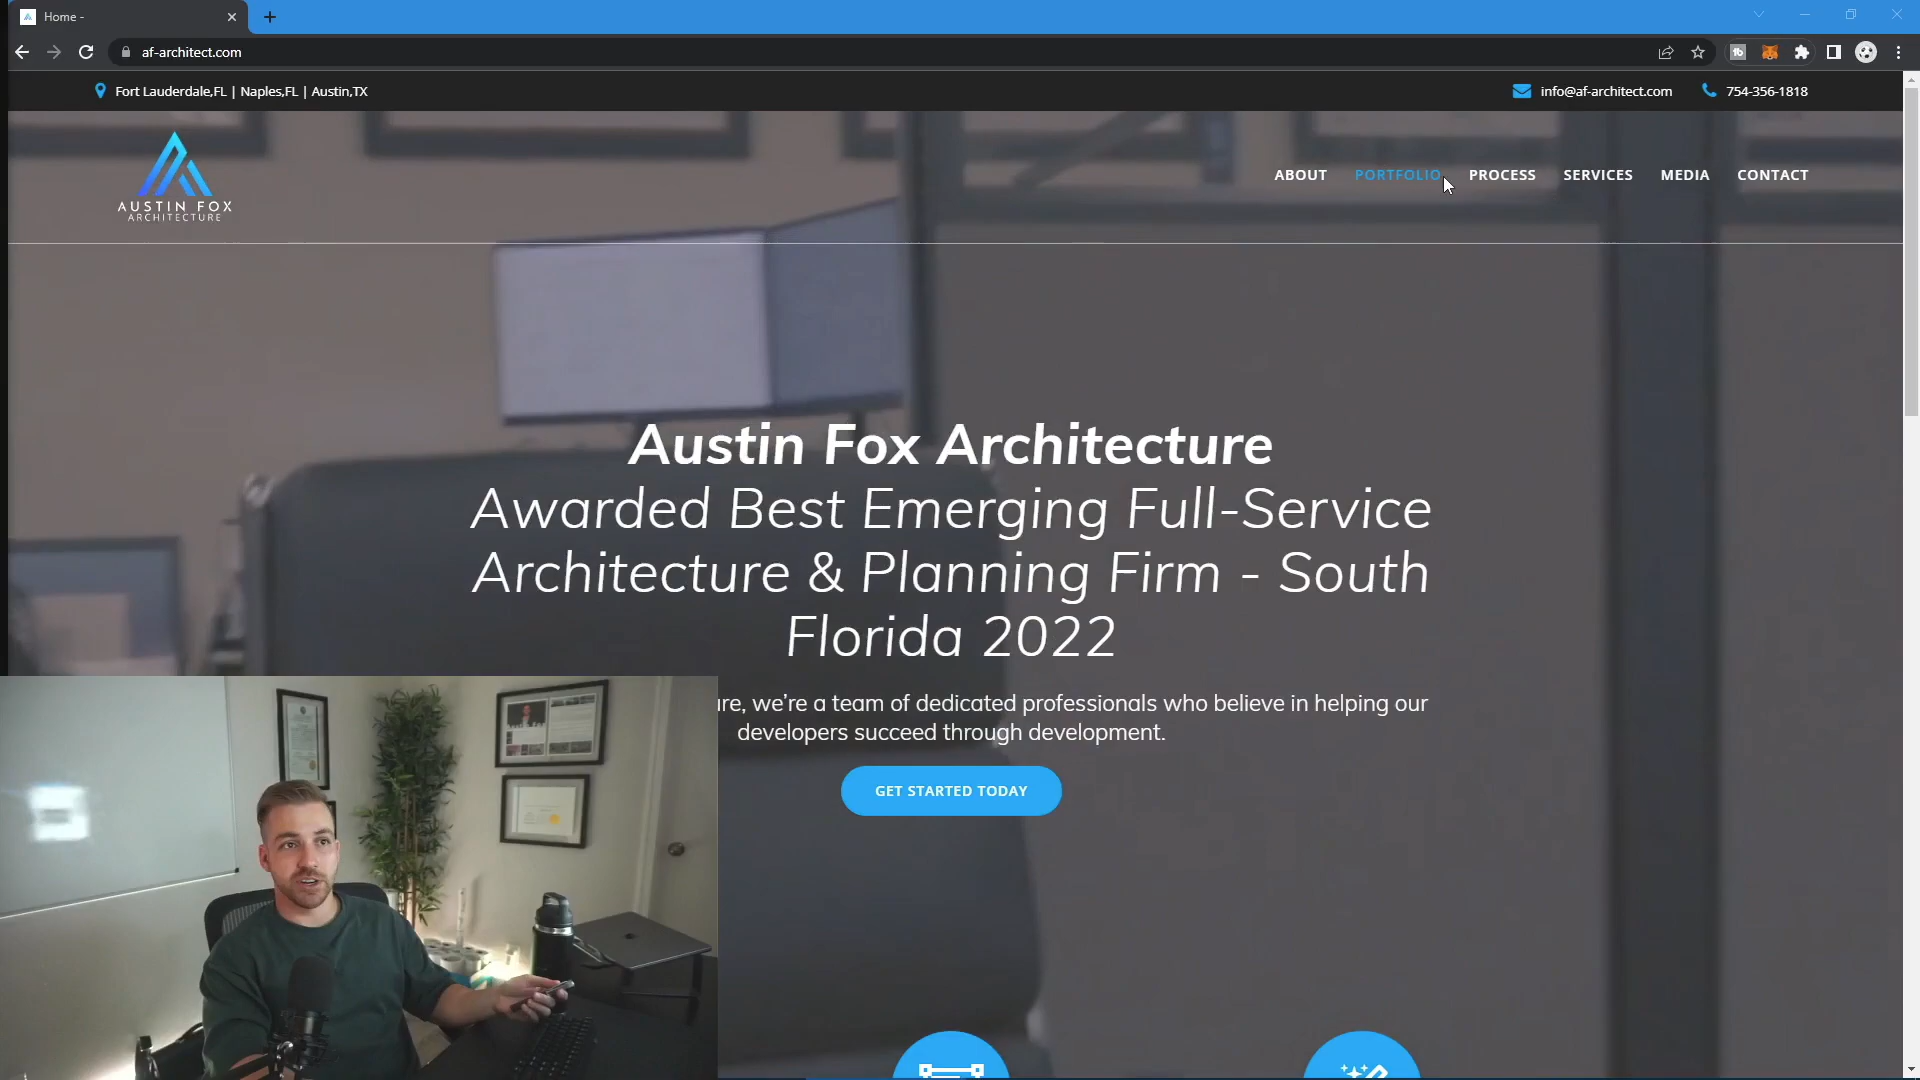 Home -
af-architect.com
Fort Lauderdale,FL | Naples,FL | Austin,TX
info@af-architect.com
754-356-1818
AUSTIN FOX
ARCHITECTURE
ABOUT
PORTFOLIO
PROCESS
SERVICES
MEDIA
CONTACT
Austin Fox Architecture
Awarded Best Emerging Full-Service
Architecture & Planning Firm - South
Florida 2022
we're a team of dedicated professionals who believe in helping our
developers succeed through development.
GET STARTED TODAY